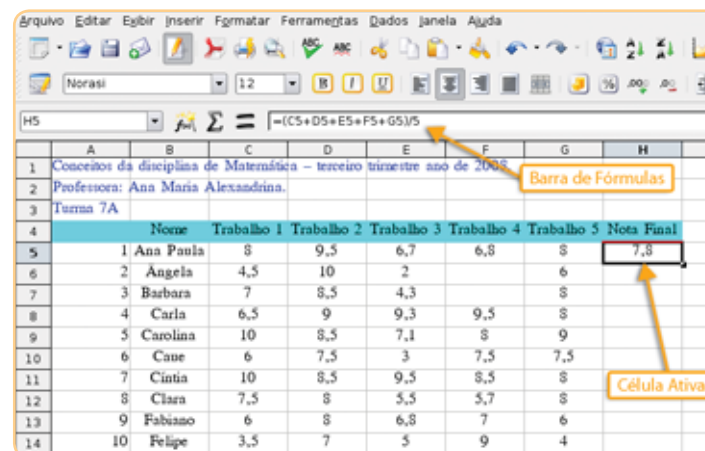 Arquivo Editar Exibir Inserir Formatar Ferramentas Dados Janela Ajuda
Norasi 12 B I U
H5 =(C5+D5+E5+F5+G5)/5
Barra de Fórmulas
A B C D E F G H
1 Conceitos da disciplina de Matemática – terceiro trimestre ano de 2008.
2 Professora: Ana Maria Alexandrina.
3 Turma 7A
4 Nome Trabalho 1 Trabalho 2 Trabalho 3 Trabalho 4 Trabalho 5 Nota Final
5 1 Ana Paula 8 9,5 6,7 6,8 8 7,8
6 2 Ângela 4,5 10 2 6
7 3 Barbara 7 8,5 4,3 8
8 4 Carla 6,5 9 9,3 9,5 8
9 5 Carolina 10 8,5 7,1 8 9
10 6 Caue 6 7,5 3 7,5 7,5
11 7 Cíntia 10 8,5 9,5 8,5 8
Célula Ativa
12 8 Clara 7,5 8 5,5 5,7 8
13 9 Fabiano 6 8 6,8 7 6
14 10 Felipe 3,5 7 5 9 4